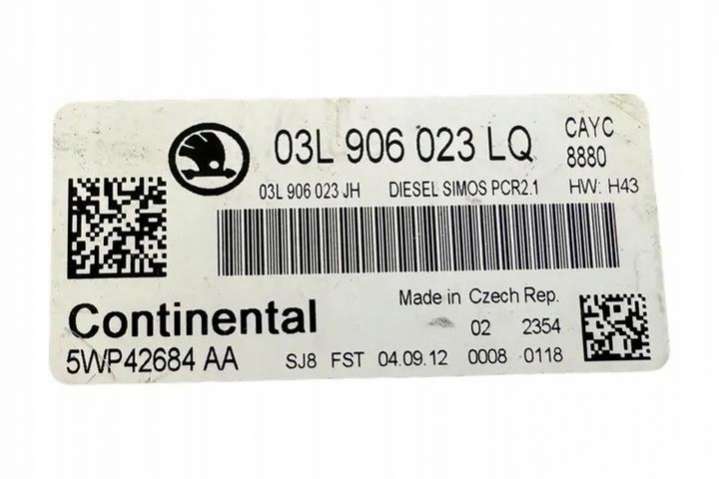 03L 906 023 LQ CAYC
8880
03L 906 023 JH DIESEL SIMOS PCR2.1 HW: H43
Made in Czech Rep.
Continental 02 2354
5WP42684 AA SJ8 FST 04.09.12 0008 0118